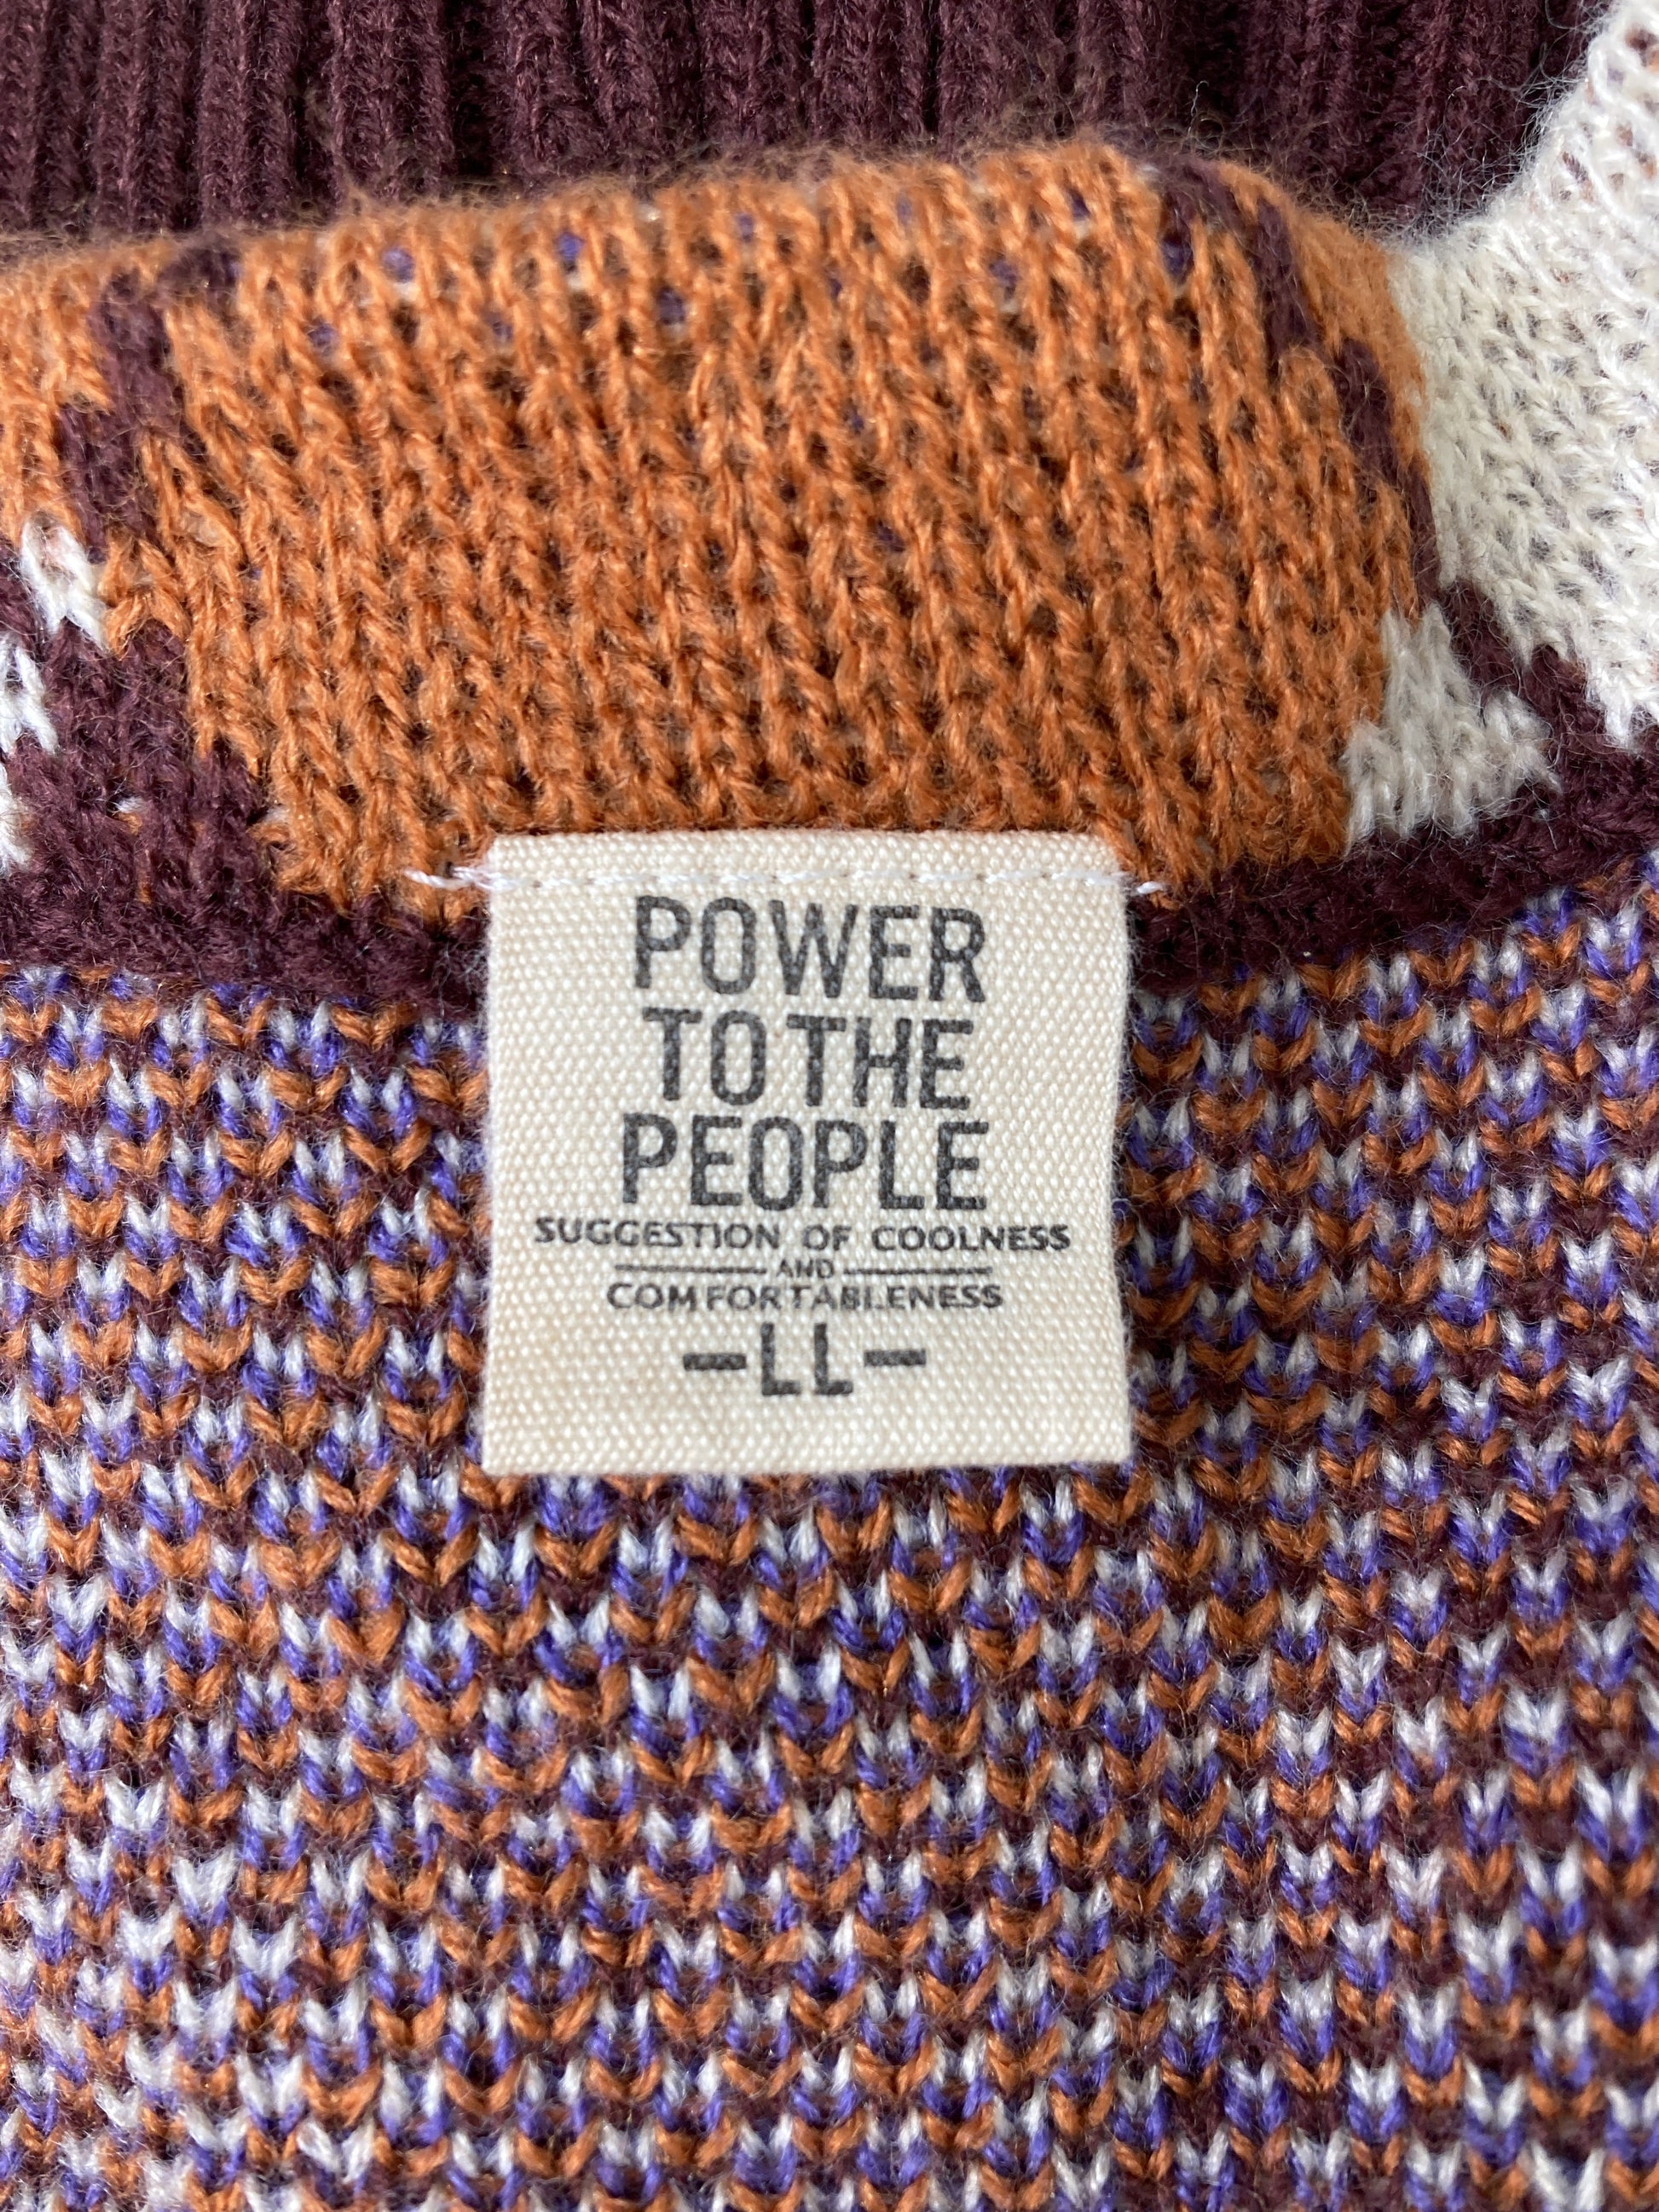 POWER
TO THE
PEOPLE
SUGGESTION OF COOLNESS
AND
COMFORTABLENESS
-LL-